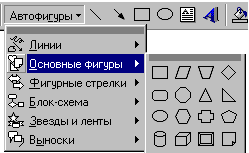 Автофигуры
Линии
Основные фигуры
Фигурные стрелки
Блок-схема
Звезды и ленты
Выноски